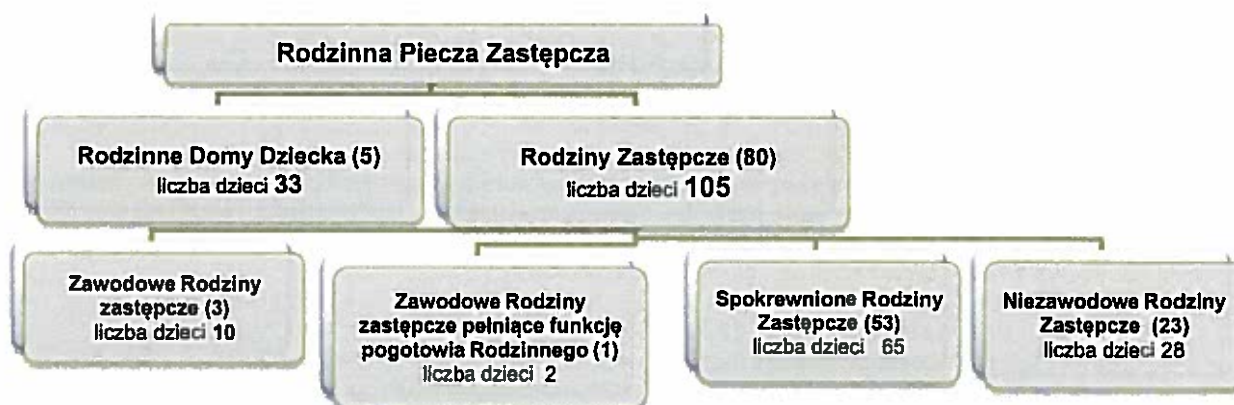 Rodzinna Piecza Zastępcza
Rodzinne Domy Dziecka (5)
liczba dzieci 33
Rodziny Zastępcze (80)
liczba dzieci 105
Zawodowe Rodziny
zastępcze (3)
liczba dzieci 10
Zawodowe Rodziny
zastępcze pełniące funkcję
pogotowia Rodzinnego (1)
liczba dzieci 2
Spokrewnione Rodziny
Zastępcze (53)
liczba dzieci 65
Niezawodowe Rodziny
Zastępcze (23)
liczba dzieci 28